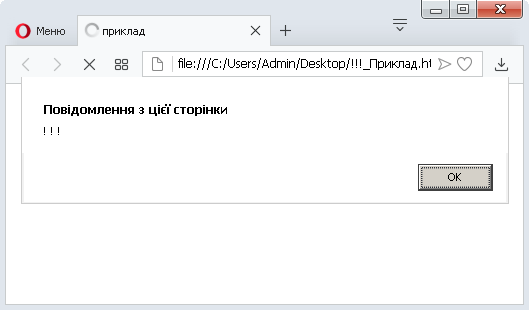 Меню
приклад
file:///C:/Users/Admin/Desktop/!!!_Приклад.ht
Повідомлення з цієї сторінки
! ! !
OK